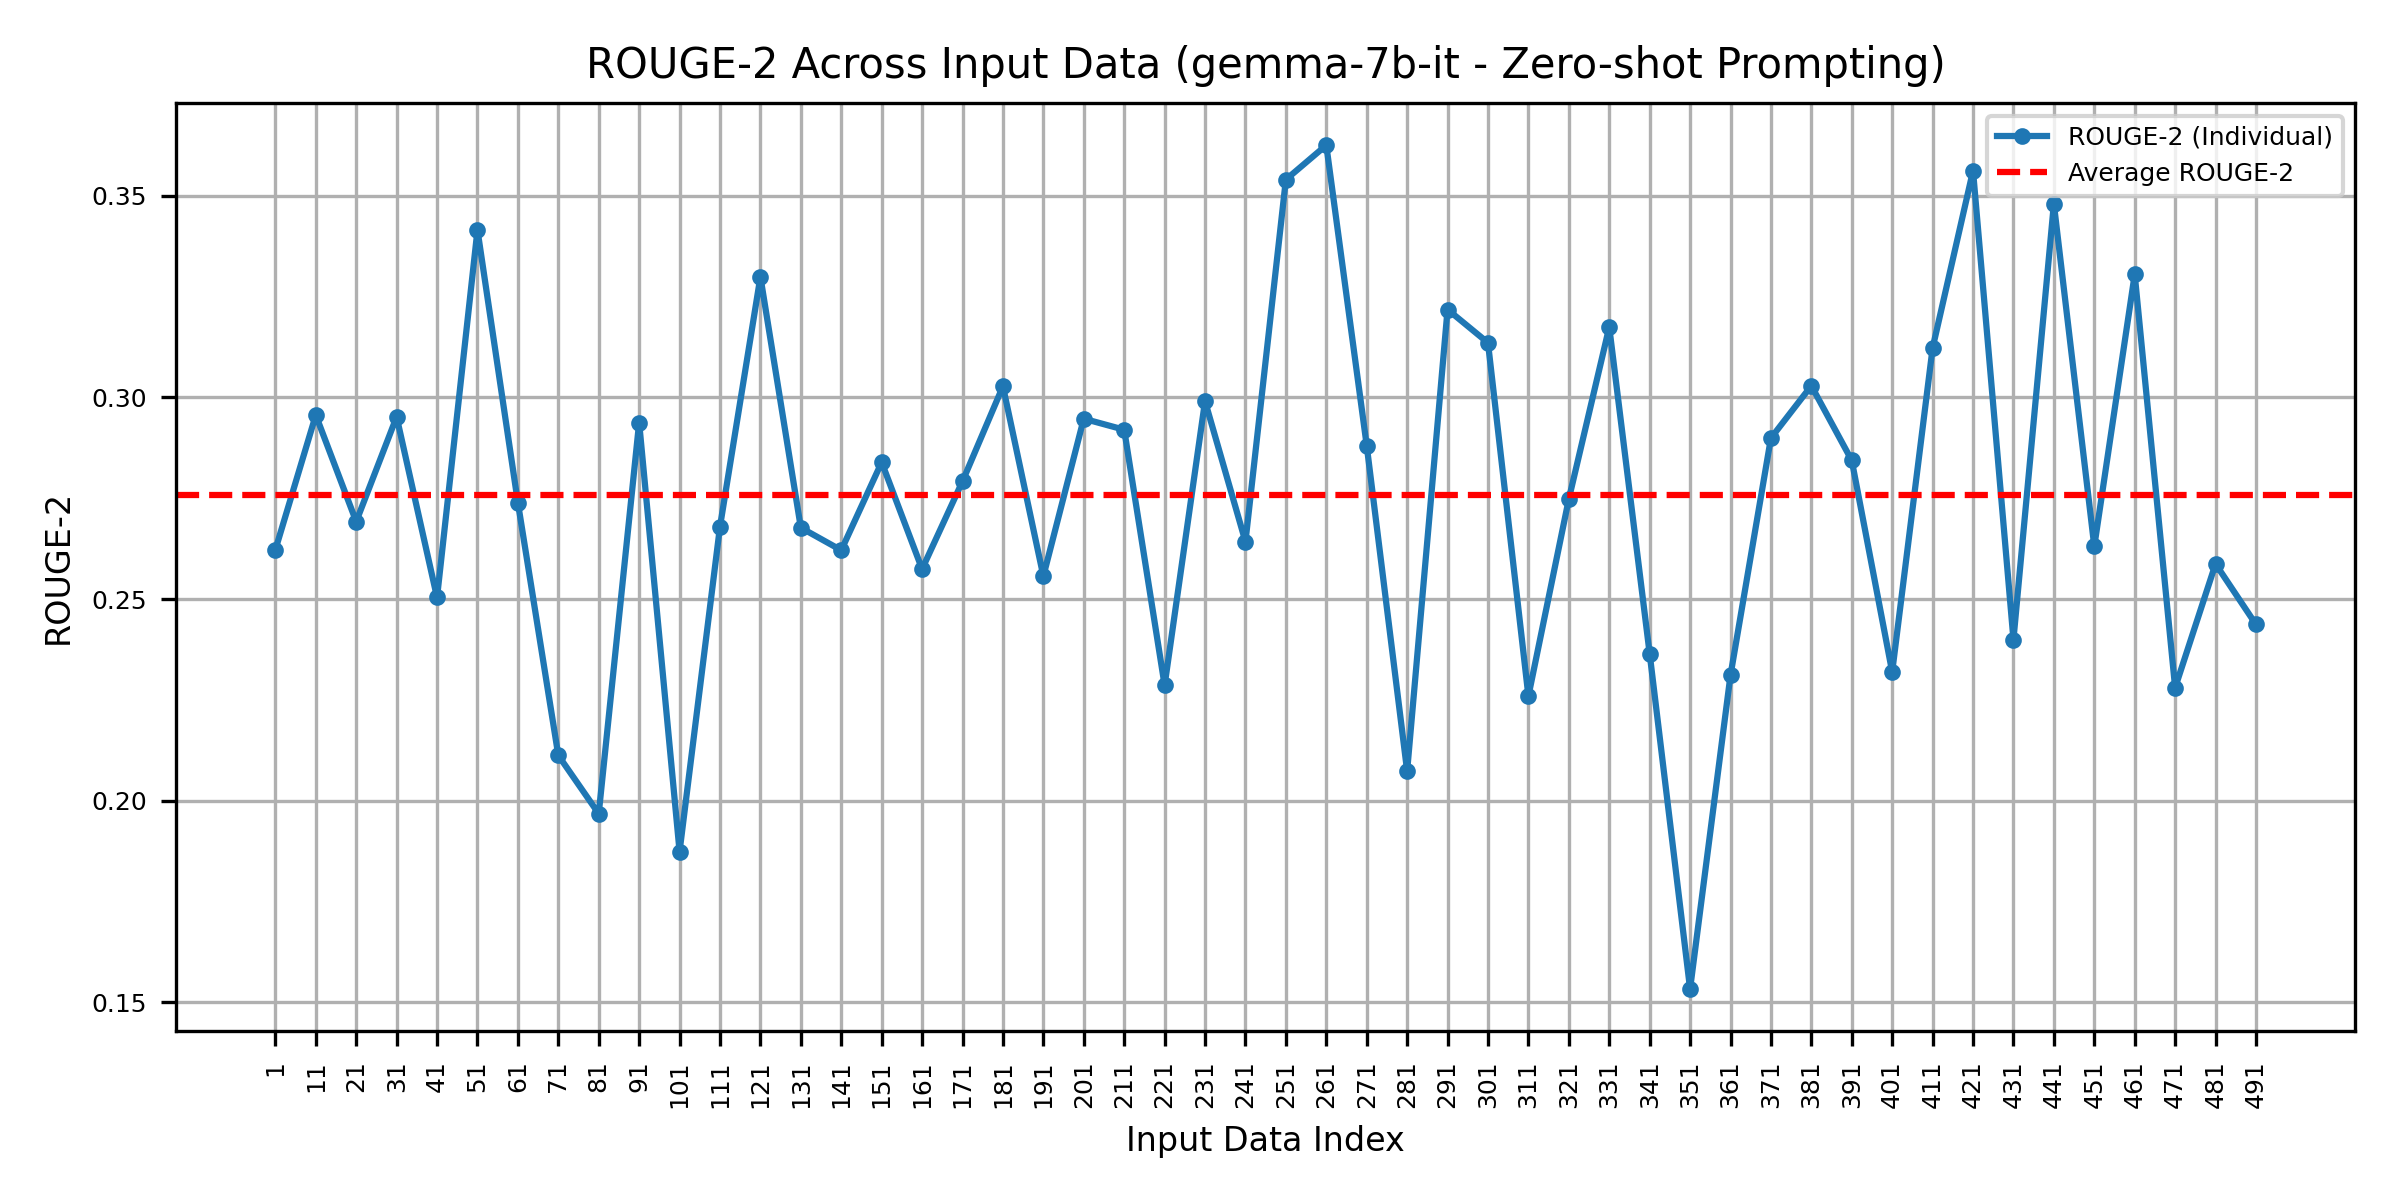 ROUGE-2 Across Input Data (gemma-7b-it - Zero-shot Prompting)
ROUGE-2 (Individual)
Average ROUGE-2
ROUGE-2
0.35
0.30
0.25
0.20
0.15
1 11 21 31 41 51 61 71 81 91 101 111 121 131 141 151 161 171 181 191 201 211 221 231 241 251 261 271 281 291 301 311 321 331 341 351 361 371 381 391 401 411 421 431 441 451 461 471 481 491
Input Data Index